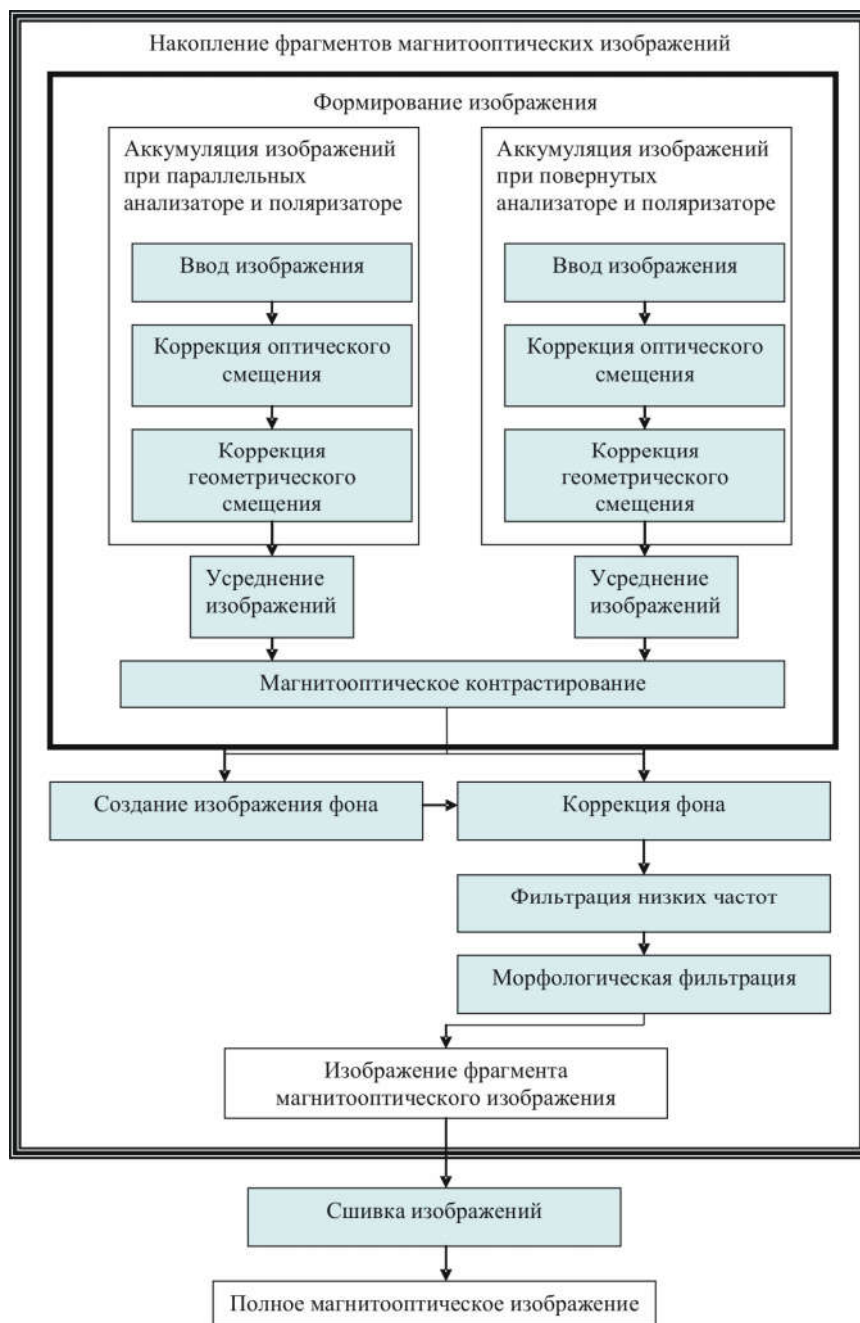 Накопление фрагментов магнитооптических изображений
Формирование изображения
Аккумуляция изображений
при параллельных
анализаторе и поляризаторе
Ввод изображения
Коррекция оптического
смещения
Коррекция
геометрического
смещения
Усреднение
изображений
Аккумуляция изображений
при повернутых
анализаторе и поляризаторе
Ввод изображения
Коррекция оптического
смещения
Коррекция
геометрического
смещения
Усреднение
изображений
Магнитооптическое контрастирование
Создание изображения фона
Коррекция фона
Фильтрация низких частот
Морфологическая фильтрация
Изображение фрагмента
магнитооптического изображения
Сшивка изображений
Полное магнитооптическое изображение